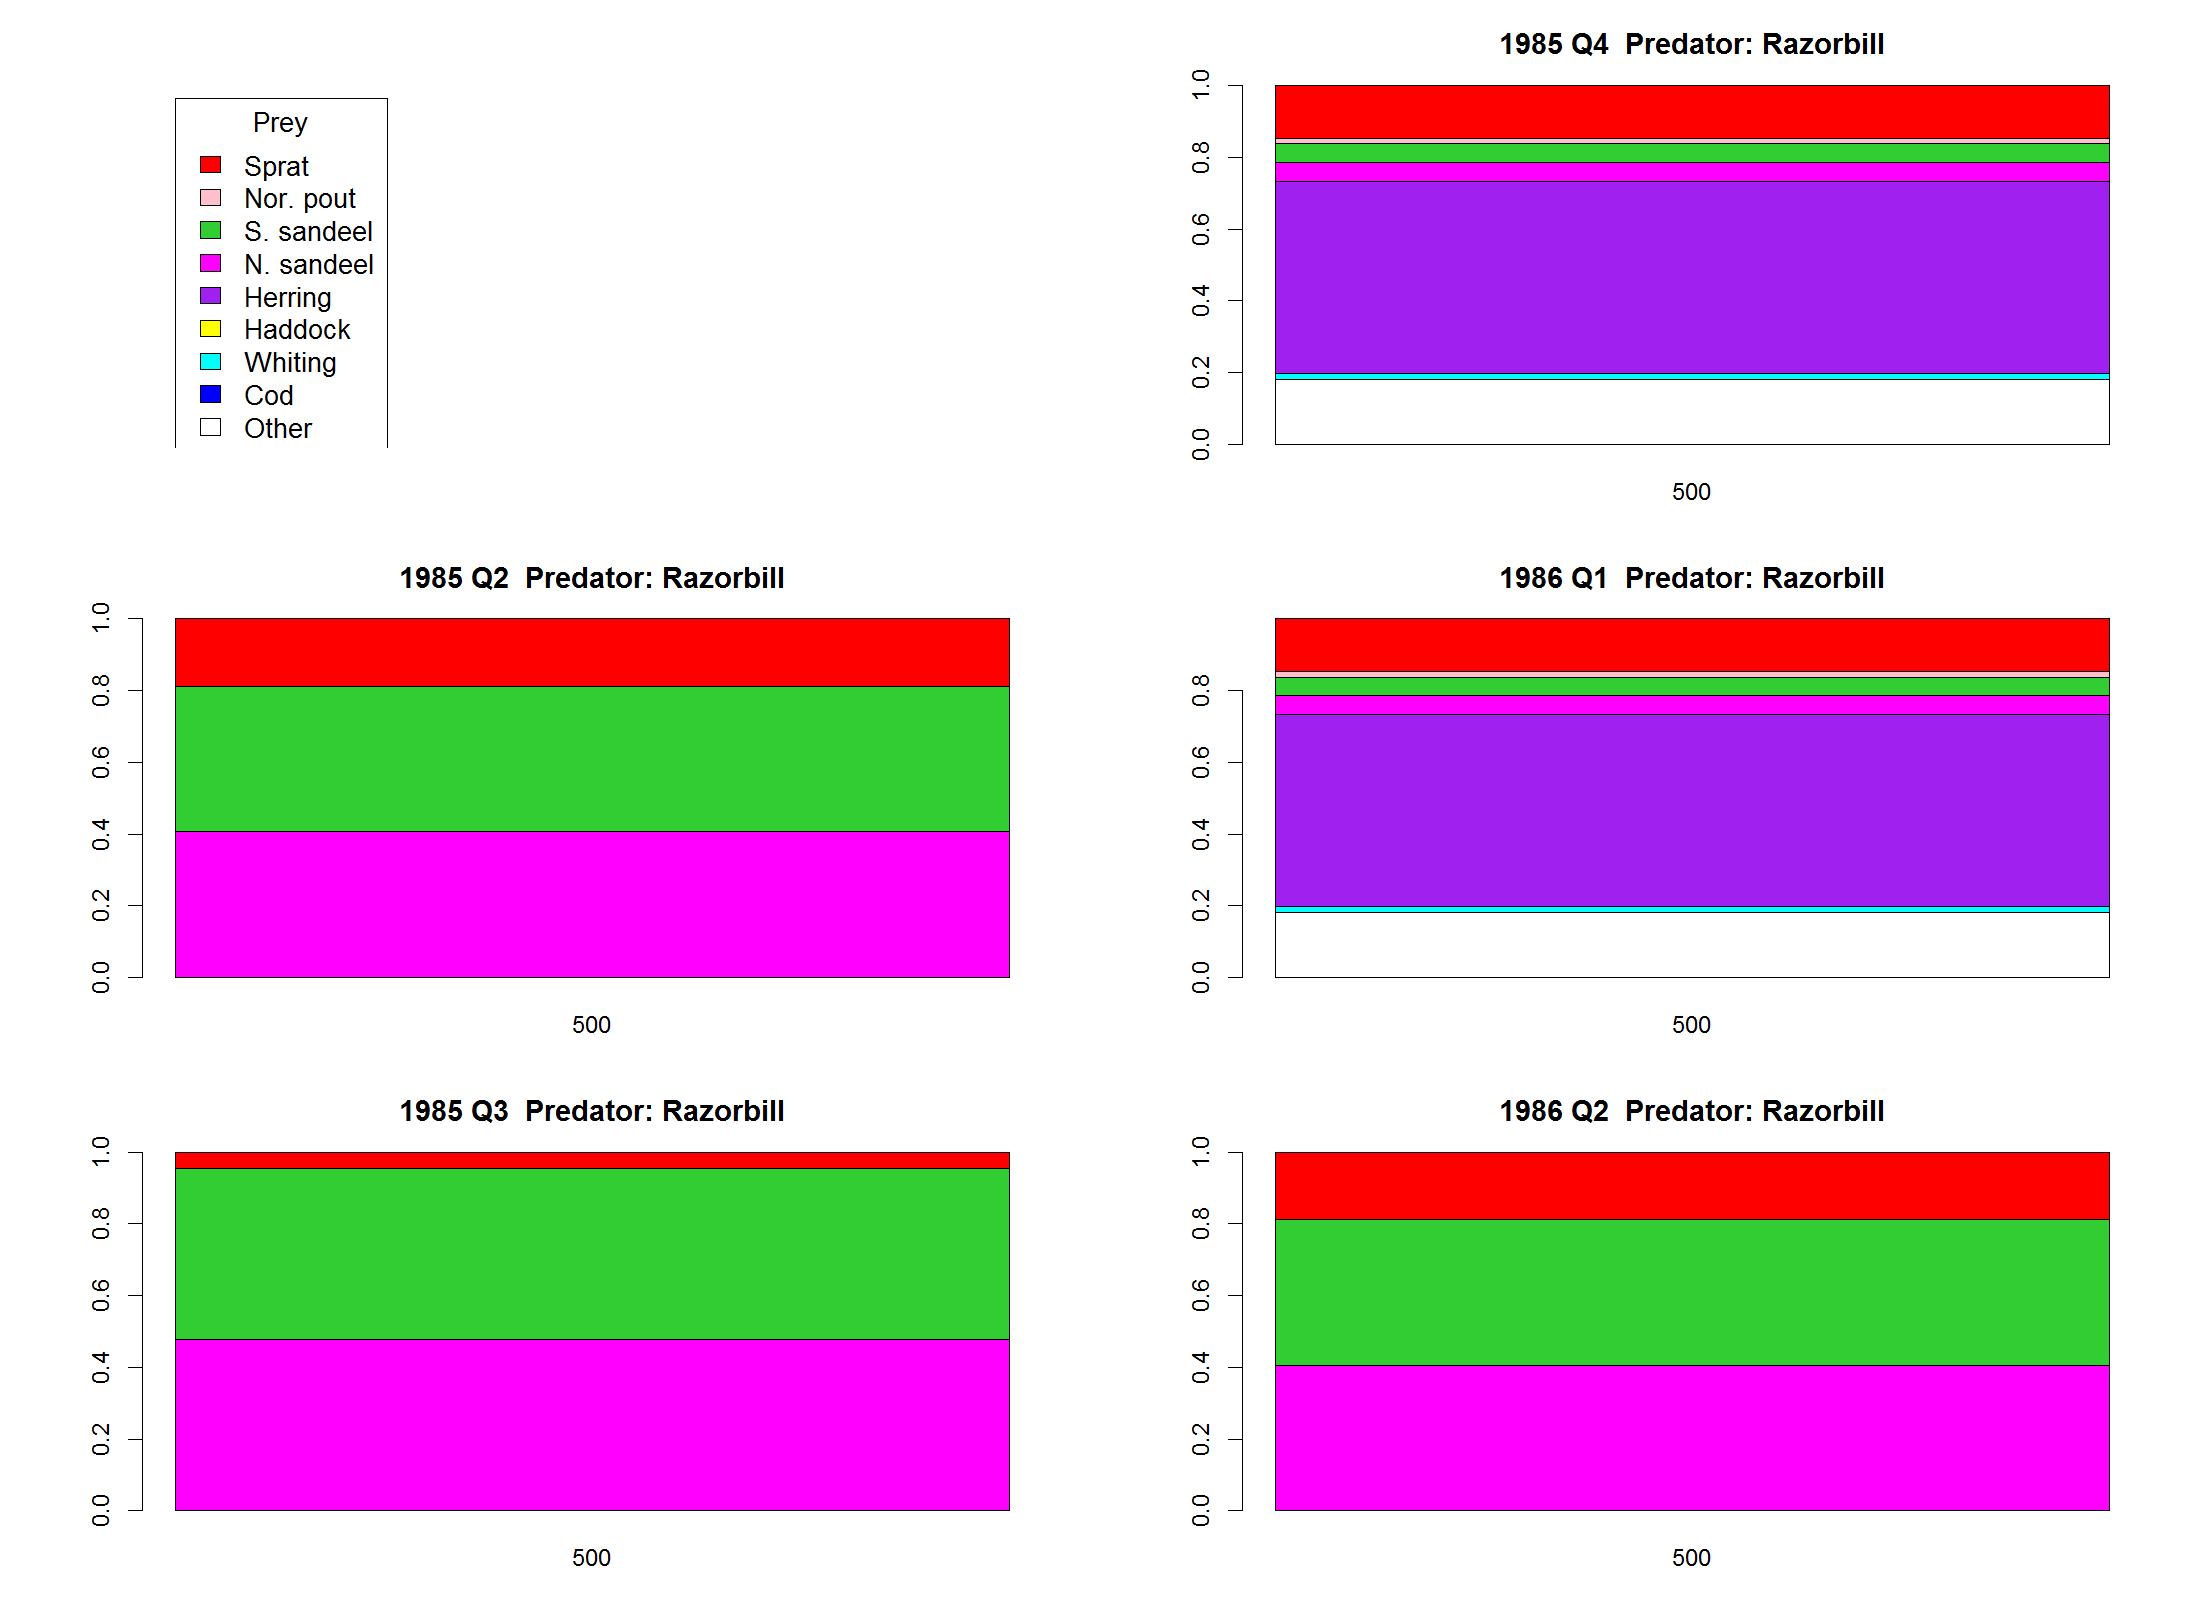 Prey
Sprat
Nor. pout
S. sandeel
N. sandeel
Herring
Haddock
Whiting
Cod
Other
1985 Q4  Predator: Razorbill
1.0
0.8
0.6
0.4
0.2
0.0
500
1985 Q2  Predator: Razorbill
1.0
0.8
0.6
0.4
0.2
0.0
500
1986 Q1  Predator: Razorbill
0.8
0.6
0.4
0.2
0.0
500
1985 Q3  Predator: Razorbill
1.0
0.8
0.6
0.4
0.2
0.0
500
1986 Q2  Predator: Razorbill
1.0
0.8
0.6
0.4
0.2
0.0
500